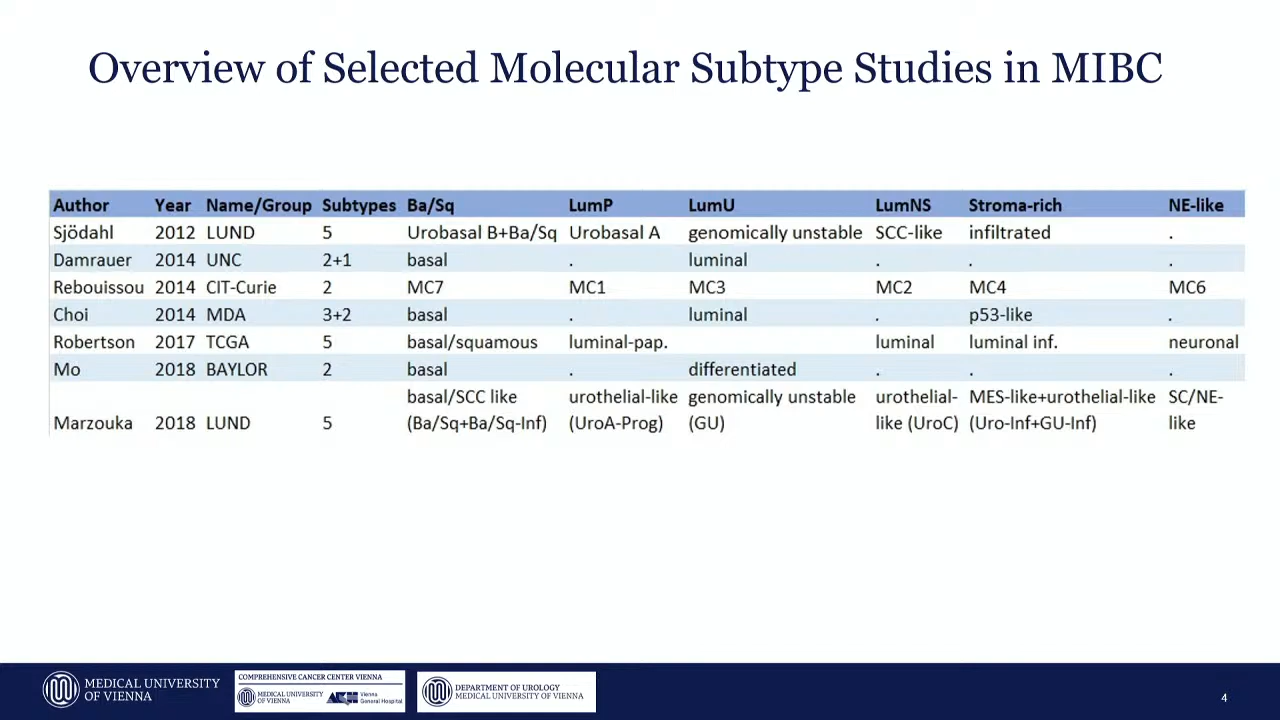 Overview of Selected Molecular Subtype Studies in MIBC
Author Year Name/Group Subtypes Ba/Sq LumP LumU LumNS Stroma-rich NE-like
Sjödahl 2012 LUND 5 Urobasal B+Ba/Sq Urobasal A genomically unstable SCC-like infiltrated .
Damrauer 2014 UNC 2+1 basal . luminal . . .
Rebouissou 2014 CIT-Curie 2 MC7 MC1 MC3 MC2 MC4 MC6
Choi 2014 MDA 3+2 basal . luminal . p53-like .
Robertson 2017 TCGA 5 basal/squamous luminal-pap. luminal luminal inf. neuronal
Mo 2018 BAYLOR 2 basal . differentiated . . .
basal/SCC like urothelial-like genomically unstable urothelial- MES-like+urothelial-like SC/NE-
Marzouka 2018 LUND 5 (Ba/Sq+Ba/Sq-Inf) (UroA-Prog) (GU) like (UroC) (Uro-Inf+GU-Inf) like
MEDICAL UNIVERSITY
OF VIENNA
COMPREHENSIVE CANCER CENTER VIENNA
MEDICAL UNIVERSITY
OF VIENNA
AKH
Vienna
General Hospital
DEPARTMENT OF UROLOGY
MEDICAL UNIVERSITY OF VIENNA
4